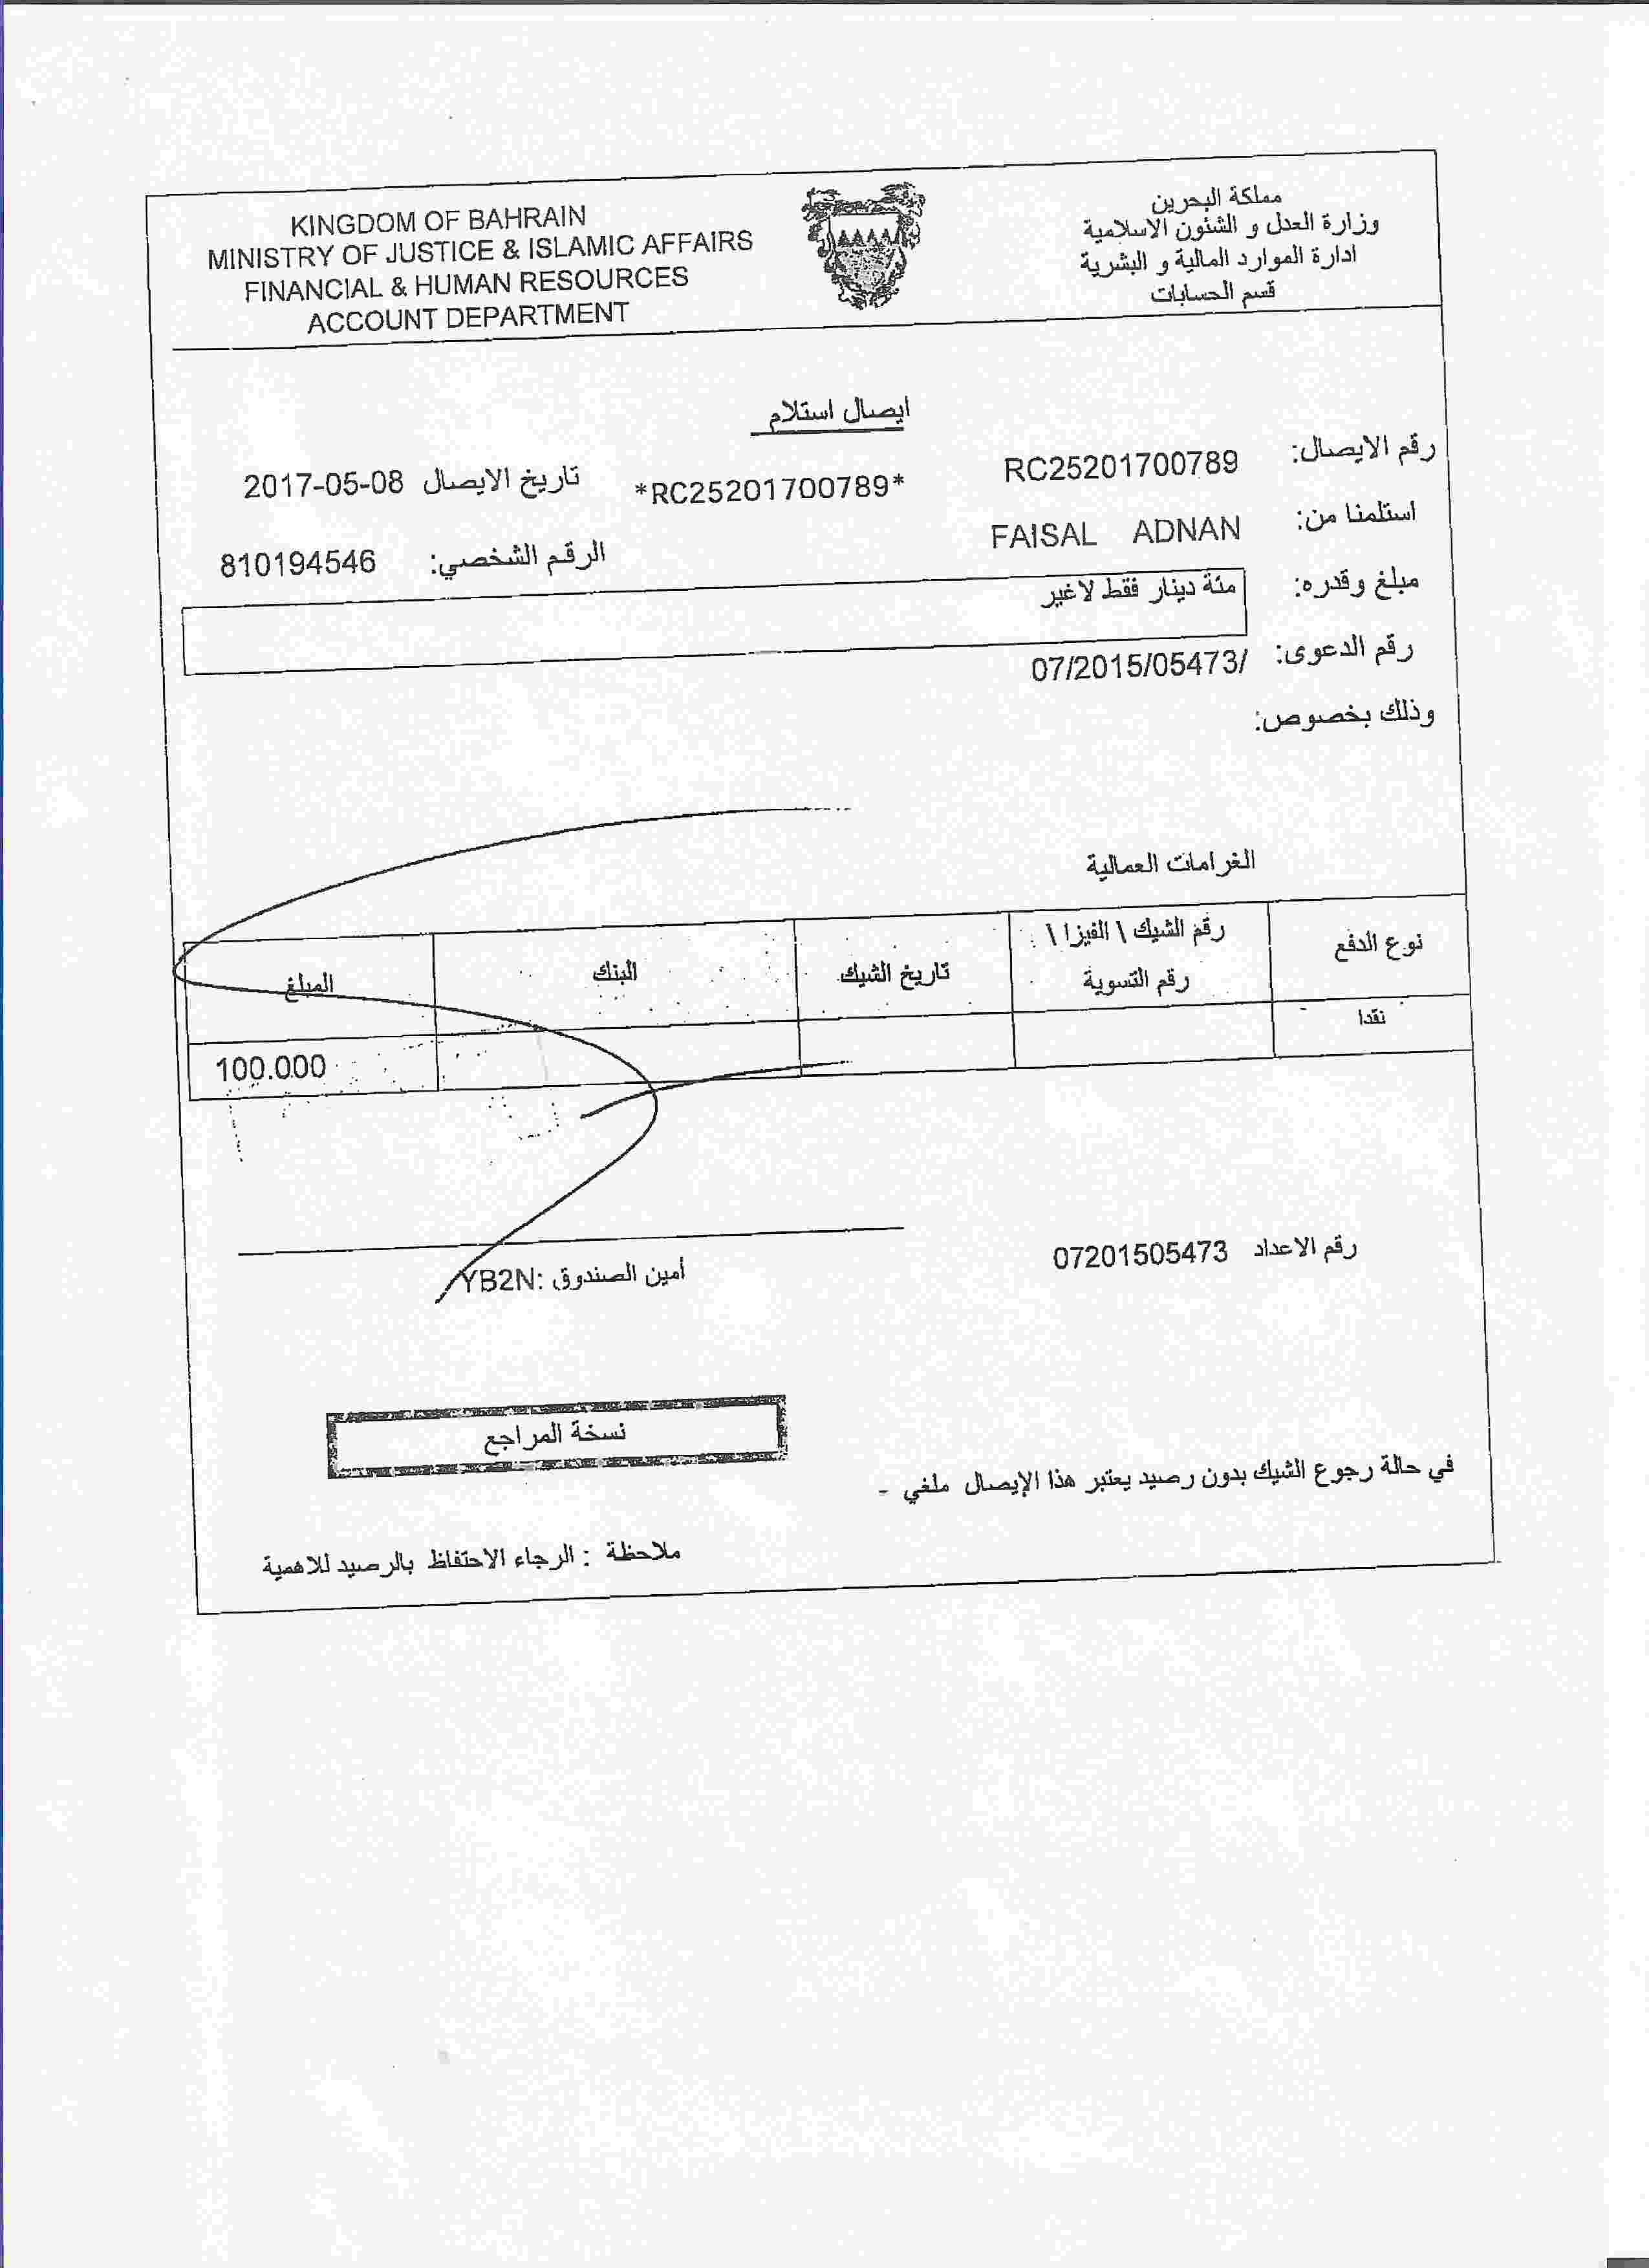 KINGDOM OF BAHRAIN
MINISTRY OF JUSTICE & ISLAMIC AFFAIRS
FINANCIAL & HUMAN RESOURCES
ACCOUNT DEPARTMENT
مملكة البحرين
وزارة العدل و الشئون الاسلامية
ادارة الموارد المالية و البشرية
قسم الحسابات
ايصال استلام
رقم الايصال: RC25201700789 *RC25201700789* تاريخ الايصال 2017-05-08
استلمنا من: FAISAL ADNAN الرقم الشخصي: 810194546
مبلغ وقدره: مئة دينار فقط لاغير
رقم الدعوى: 07/2015/05473/
وذلك بخصوص:
الغرامات العمالية
نوع الدفع رقم الشيك \ الفيزا \ رقم التسوية تاريخ الشيك البنك المبلغ
نقدا 100.000
رقم الاعداد 07201505473
أمين الصندوق :YB2N
نسخة المراجع
في حالة رجوع الشيك بدون رصيد يعتبر هذا الإيصال ملغي -
ملاحظة : الرجاء الاحتفاظ بالرصيد للاهمية